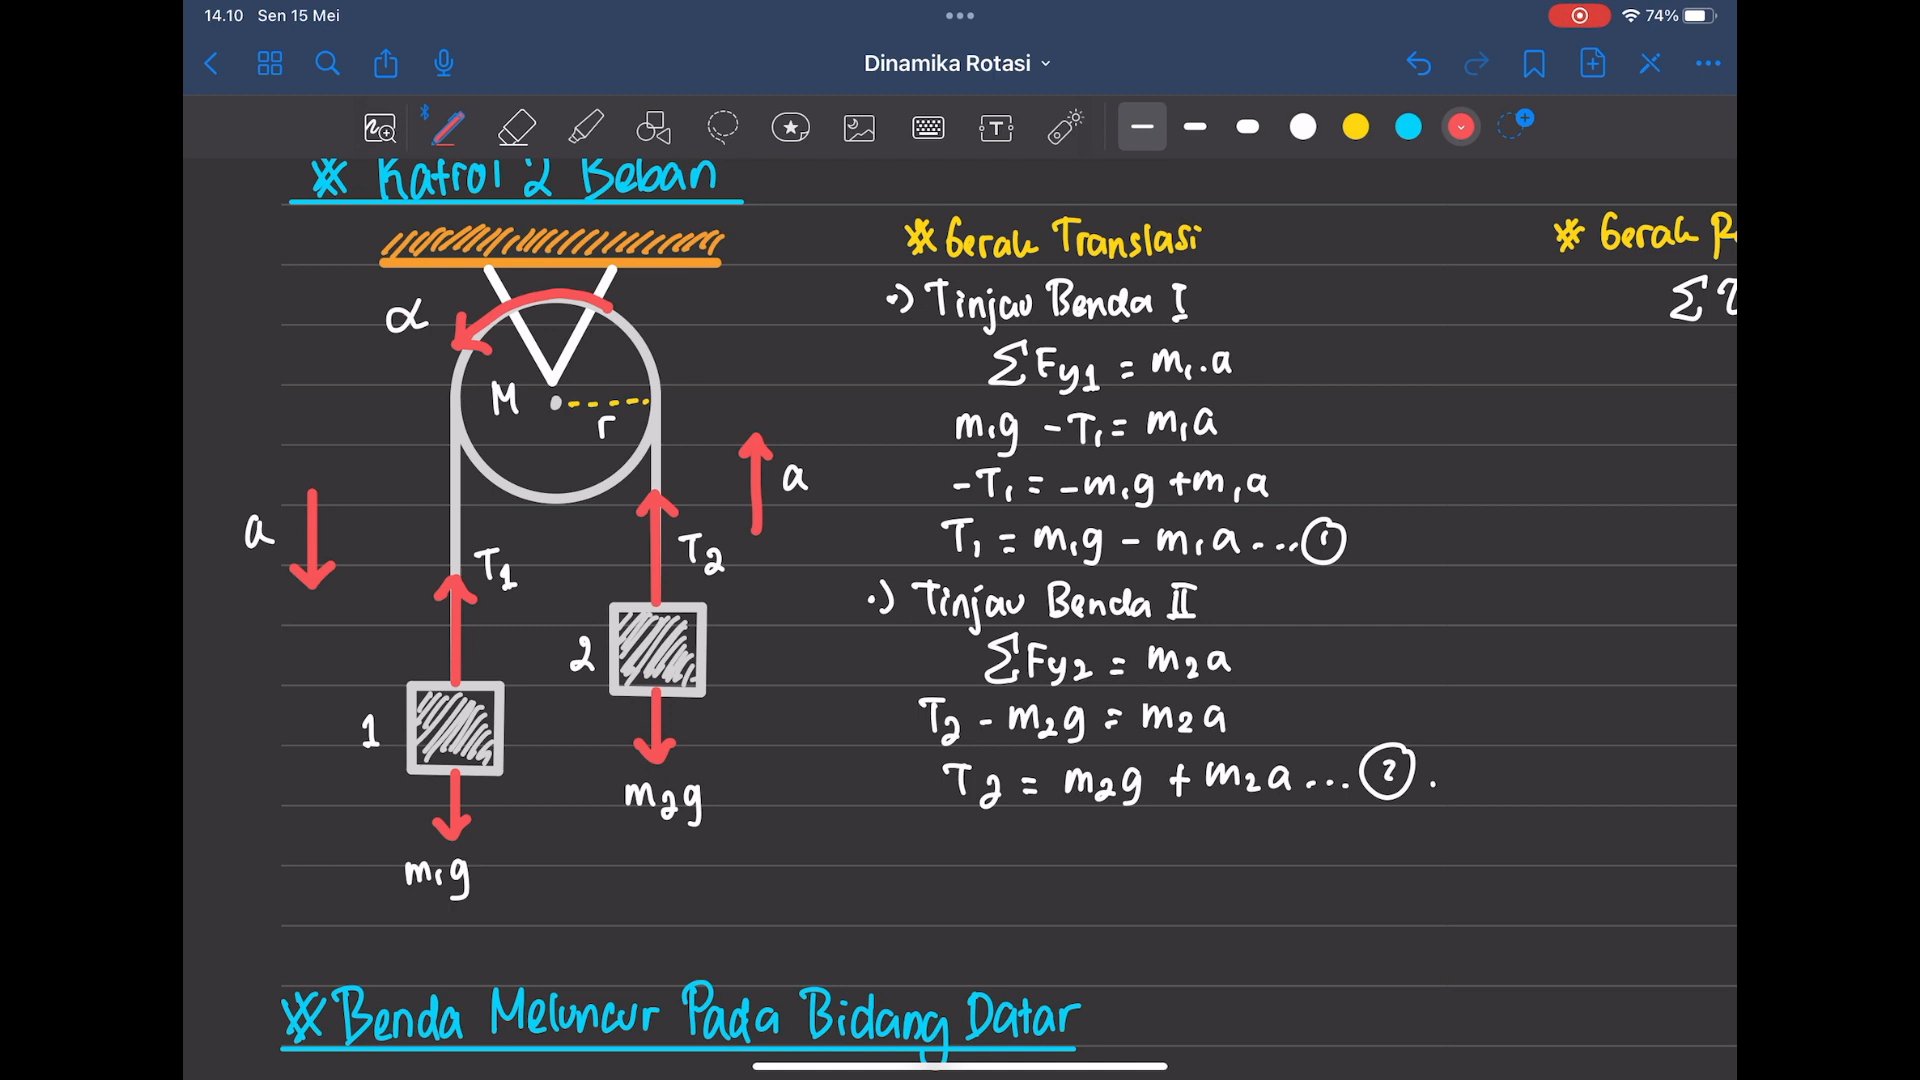 14.10 Sen 15 Mei
74%
Dinamika Rotasi
※ Katrol 2 Beban
※ Gerak Translasi
※ Gerak R
•) Tinjau Benda I
Σ τ
Σ Fy1 = m1.a
m1g - T1 = m1a
-T1 = -m1g + m1a
T1 = m1g - m1a ... ①
•) Tinjau Benda II
Σ Fy2 = m2a
T2 - m2g = m2a
T2 = m2g + m2a ... ② .
α
M
r
a
a
T1
T2
2
1
m2g
m1g
※ Benda Meluncur Pada Bidang Datar